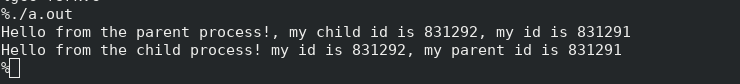 %./a.out
Hello from the parent process!, my child id is 831292, my id is 831291
Hello from the child process! my id is 831292, my parent id is 831291
%